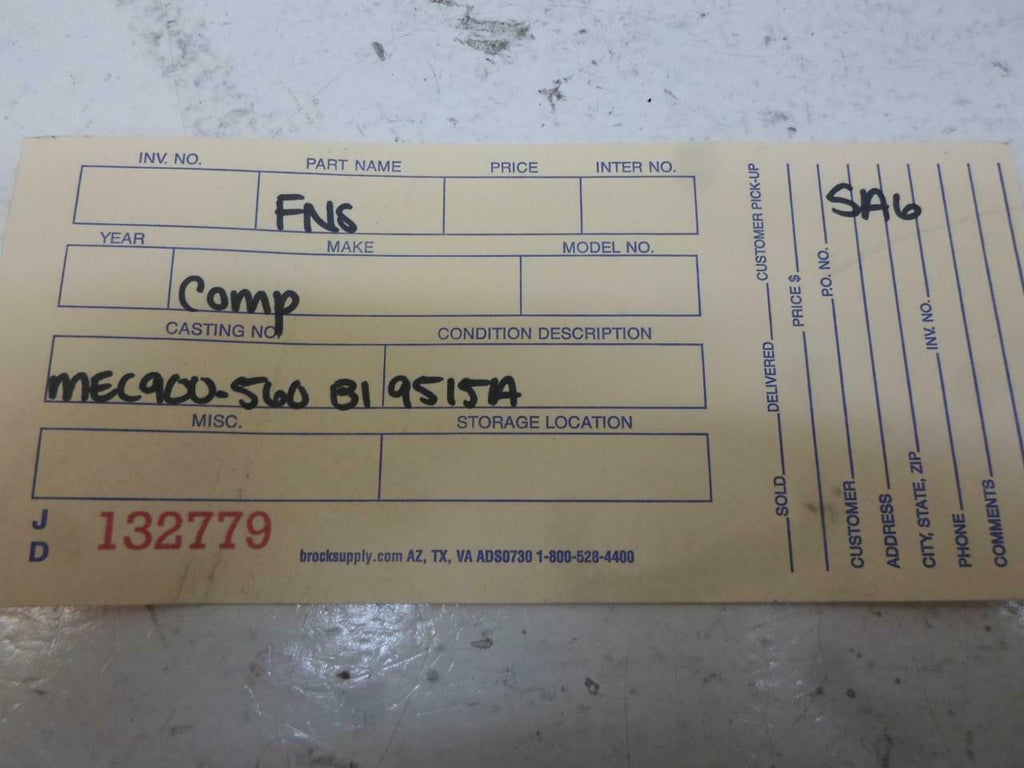 INV. NO. PART NAME PRICE INTER NO.
FNS
YEAR MAKE MODEL NO.
Comp
CASTING NO. CONDITION DESCRIPTION
MEC900-560 B1 9515A
MISC. STORAGE LOCATION
J D 132779
brocksupply.com AZ, TX, VA ADS0730 1-800-528-4400
SOLD DELIVERED CUSTOMER PICK-UP
PRICE $
P.O. NO.
CUSTOMER
ADDRESS
CITY, STATE, ZIP INV. NO.
PHONE
COMMENTS
SA6